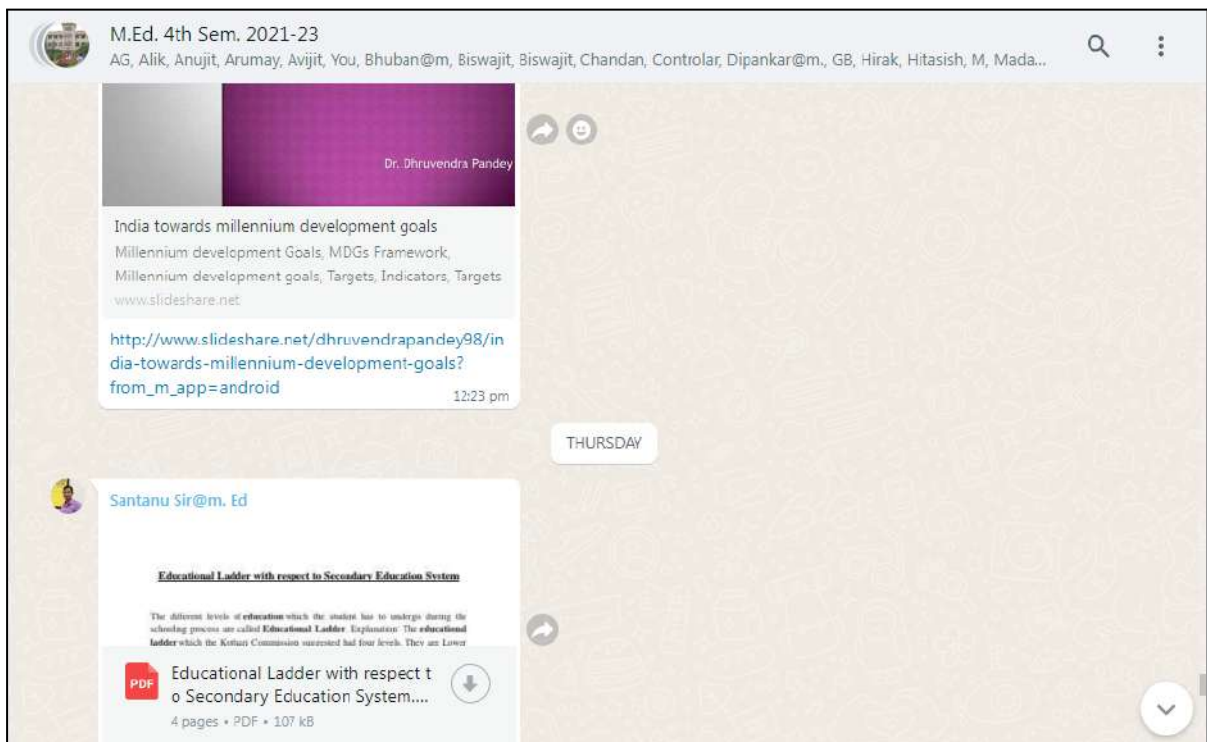 M.Ed. 4th Sem. 2021-23
AG, Alik, Anujit, Arumay, Avijit, You, Bhuban@m, Biswajit, Biswajit, Chandan, Controlar, Dipankar@m., GB, Hirak, Hitasish, M, Mada...
Dr. Dhruvendra Pandey
India towards millennium development goals
Millennium development Goals, MDGs Framework,
Millennium development goals, Targets, Indicators, Targets
www.slideshare.net
http://www.slideshare.net/dhruvendrapandey98/in
dia-towards-millennium-development-goals?
from_m_app=android
12:23 pm
THURSDAY
Santanu Sir@m. Ed
Educational Ladder with respect to Secondary Education System
The different levels of education which the student has to undergo during the
schooling process are called Educational Ladder. Explanation: The educational
ladder which the Kothari Commission suggested had four levels. They are Lower
PDF
Educational Ladder with respect t
o Secondary Education System....
4 pages • PDF • 107 kB